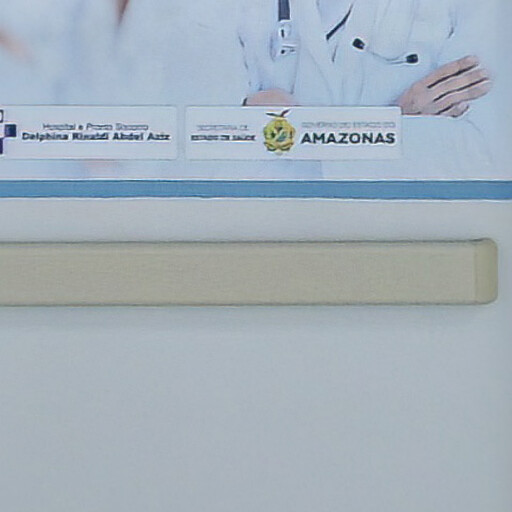 Hospital e Pronto Socorro
Delphina Rinaldi Abdel Aziz
SECRETARIA DE
ESTADO DE SAÚDE
GOVERNO DO ESTADO DO
AMAZONAS